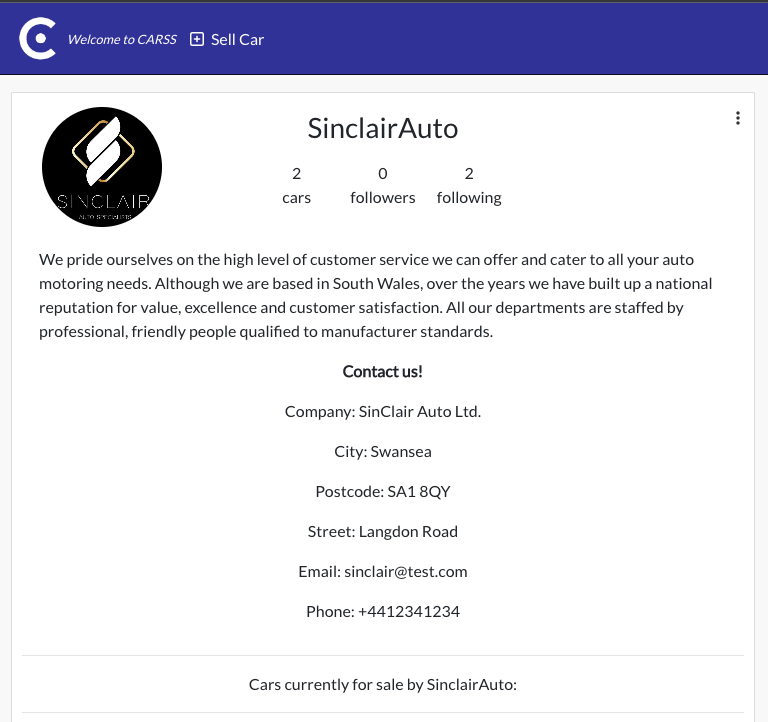 Welcome to CARSS
Sell Car
SinclairAuto
2 0 2
cars followers following
SINCLAIR
AUTO SPECIALISTS
We pride ourselves on the high level of customer service we can offer and cater to all your auto
motoring needs. Although we are based in South Wales, over the years we have built up a national
reputation for value, excellence and customer satisfaction. All our departments are staffed by
professional, friendly people qualified to manufacturer standards.
Contact us!
Company: SinClair Auto Ltd.
City: Swansea
Postcode: SA1 8QY
Street: Langdon Road
Email: sinclair@test.com
Phone: +4412341234
Cars currently for sale by SinclairAuto: